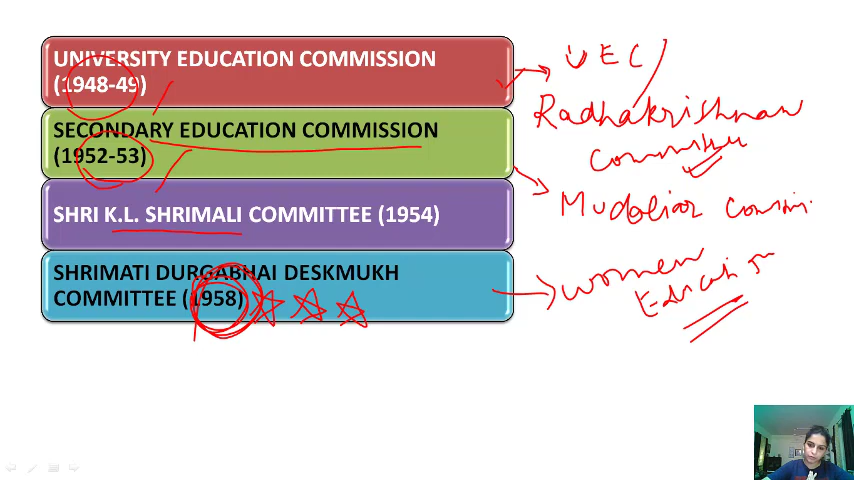 UNIVERSITY EDUCATION COMMISSION
(1948-49)
SECONDARY EDUCATION COMMISSION
(1952-53)
SHRI K.L. SHRIMALI COMMITTEE (1954)
SHRIMATI DURGABHAI DESKMUKH
COMMITTEE (1958)
UEC
Radhakrishnan
Committee
Mudaliar
women
Education